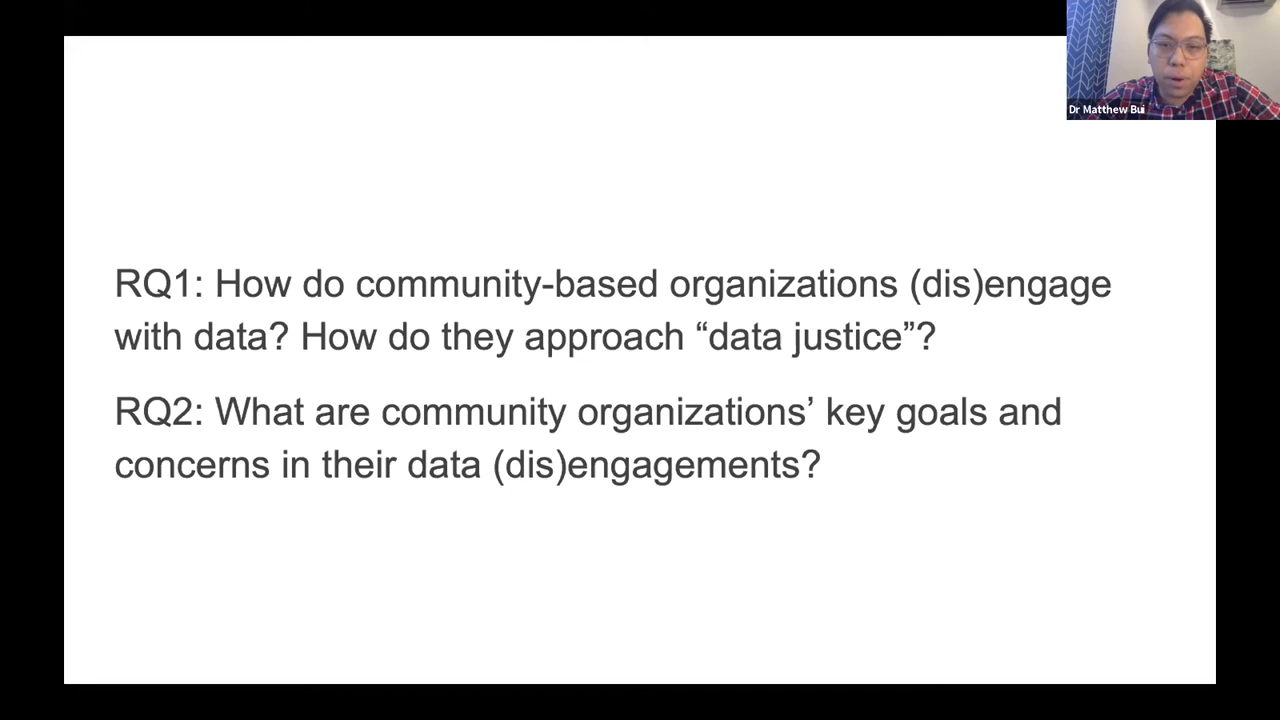 Dr Matthew Bui
RQ1: How do community-based organizations (dis)engage
with data? How do they approach “data justice”?
RQ2: What are community organizations’ key goals and
concerns in their data (dis)engagements?